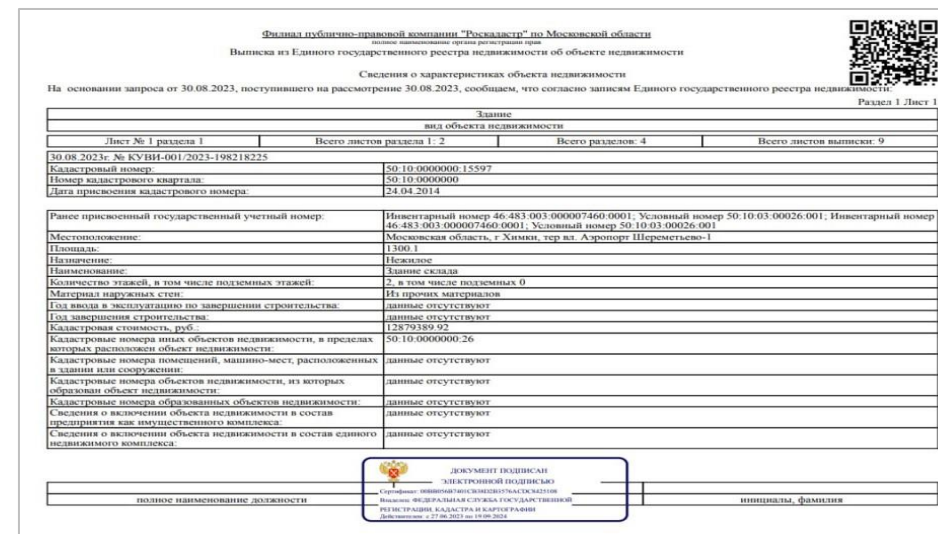 Филиал публично-правовой компании "Роскадастр" по Московской области
полное наименование органа регистрации прав
Выписка из Единого государственного реестра недвижимости об объекте недвижимости
Сведения о характеристиках объекта недвижимости
На основании запроса от 30.08.2023, поступившего на рассмотрение 30.08.2023, сообщаем, что согласно записям Единого государственного реестра недвижимости:
Раздел 1 Лист 1
Здание
вид объекта недвижимости
Лист № 1 раздела 1 Всего листов раздела 1: 2 Всего разделов: 4 Всего листов выписки: 9
30.08.2023г. № КУВИ-001/2023-198218225
Кадастровый номер: 50:10:0000000:15597
Номер кадастрового квартала: 50:10:0000000
Дата присвоения кадастрового номера: 24.04.2014
Ранее присвоенный государственный учетный номер: Инвентарный номер 46:483:003:000007460:0001; Условный номер 50:10:03:00026:001; Инвентарный номер
46:483:003:000007460:0001; Условный номер 50:10:03:00026:001
Местоположение: Московская область, г Химки, тер вл. Аэропорт Шереметьево-1
Площадь: 1300.1
Назначение: Нежилое
Наименование: Здание склада
Количество этажей, в том числе подземных этажей: 2, в том числе подземных 0
Материал наружных стен: Из прочих материалов
Год ввода в эксплуатацию по завершении строительства: данные отсутствуют
Год завершения строительства: данные отсутствуют
Кадастровая стоимость, руб.: 12879389.92
Кадастровые номера иных объектов недвижимости, в пределах 50:10:0000000:26
которых расположен объект недвижимости:
Кадастровые номера помещений, машино-мест, расположенных данные отсутствуют
в здании или сооружении:
Кадастровые номера объектов недвижимости, из которых данные отсутствуют
образован объект недвижимости:
Кадастровые номера образованных объектов недвижимости: данные отсутствуют
Сведения о включении объекта недвижимости в состав данные отсутствуют
предприятия как имущественного комплекса:
Сведения о включении объекта недвижимости в состав единого данные отсутствуют
недвижимого комплекса:
ДОКУМЕНТ ПОДПИСАН
ЭЛЕКТРОННОЙ ПОДПИСЬЮ
Сертификат:
Владелец: ФЕДЕРАЛЬНАЯ СЛУЖБА ГОСУДАРСТВЕННОЙ
РЕГИСТРАЦИИ, КАДАСТРА И КАРТОГРАФИИ
Действителен: с 27.06.2023 по 19.09.2024
полное наименование должности инициалы, фамилия